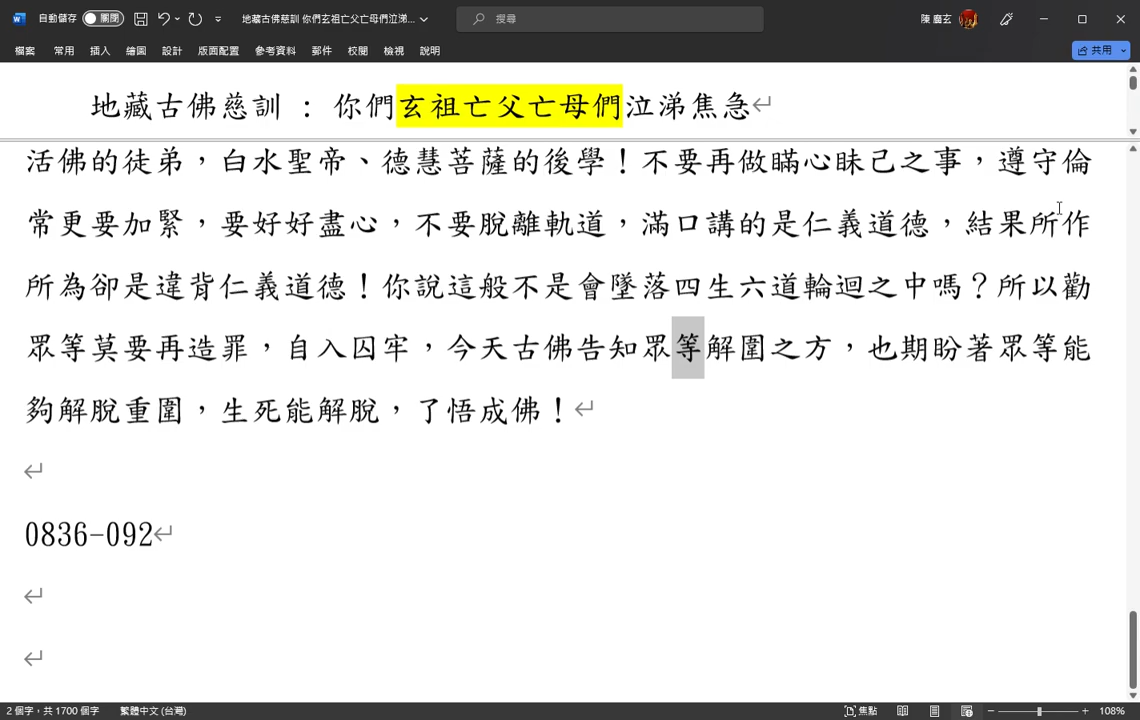 自動儲存 關閉 地藏古佛慈訓 你們玄祖亡父亡母們泣涕... 搜尋
檔案 常用 插入 繪圖 設計 版面配置 參考資料 郵件 校閱 檢視 說明 共用
地藏古佛慈訓 : 你們玄祖亡父亡母們泣涕焦急
活佛的徒弟，白水聖帝、德慧菩薩的後學！不要再做瞞心昧己之事，遵守倫
常更要加緊，要好好盡心，不要脫離軌道，滿口講的是仁義道德，結果所作
所為卻是違背仁義道德！你說這般不是會墜落四生六道輪迴之中嗎？所以勸
眾等莫要再造罪，自入囚牢，今天古佛告知眾等解圍之方，也期盼著眾等能
夠解脫重圍，生死能解脫，了悟成佛！
0836-092
2 個字，共 1700 個字 繁體中文 (台灣) 焦點 108%